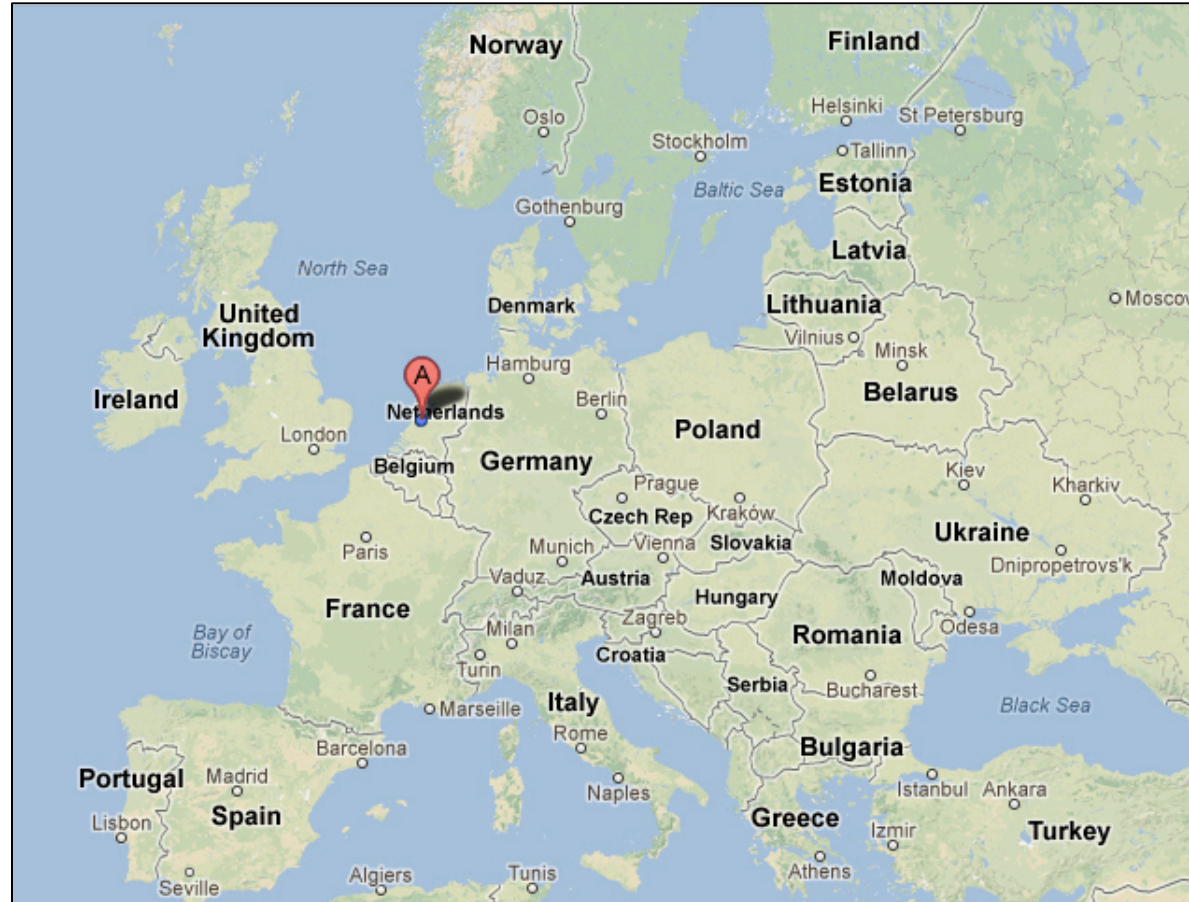 Norway
Finland
Oslo
Helsinki
St Petersburg
Stockholm
Tallinn
Baltic Sea
Estonia
Gothenburg
Latvia
North Sea
Denmark
Lithuania
Moscow
United
Kingdom
Vilnius
Minsk
Hamburg
A
Ireland
Netherlands
Berlin
Belarus
London
Poland
Belgium
Germany
Kiev
Prague
Kharkiv
Kraków
Czech Rep
Ukraine
Paris
Munich
Vienna
Slovakia
Dnipropetrovs'k
Vaduz
Austria
Moldova
France
Hungary
Zagreb
Odesa
Bay of
Biscay
Milan
Romania
Turin
Croatia
Serbia
Bucharest
Marseille
Italy
Black Sea
Rome
Barcelona
Bulgaria
Portugal
Madrid
Naples
Istanbul
Ankara
Lisbon
Spain
Greece
Izmir
Turkey
Athens
Seville
Algiers
Tunis